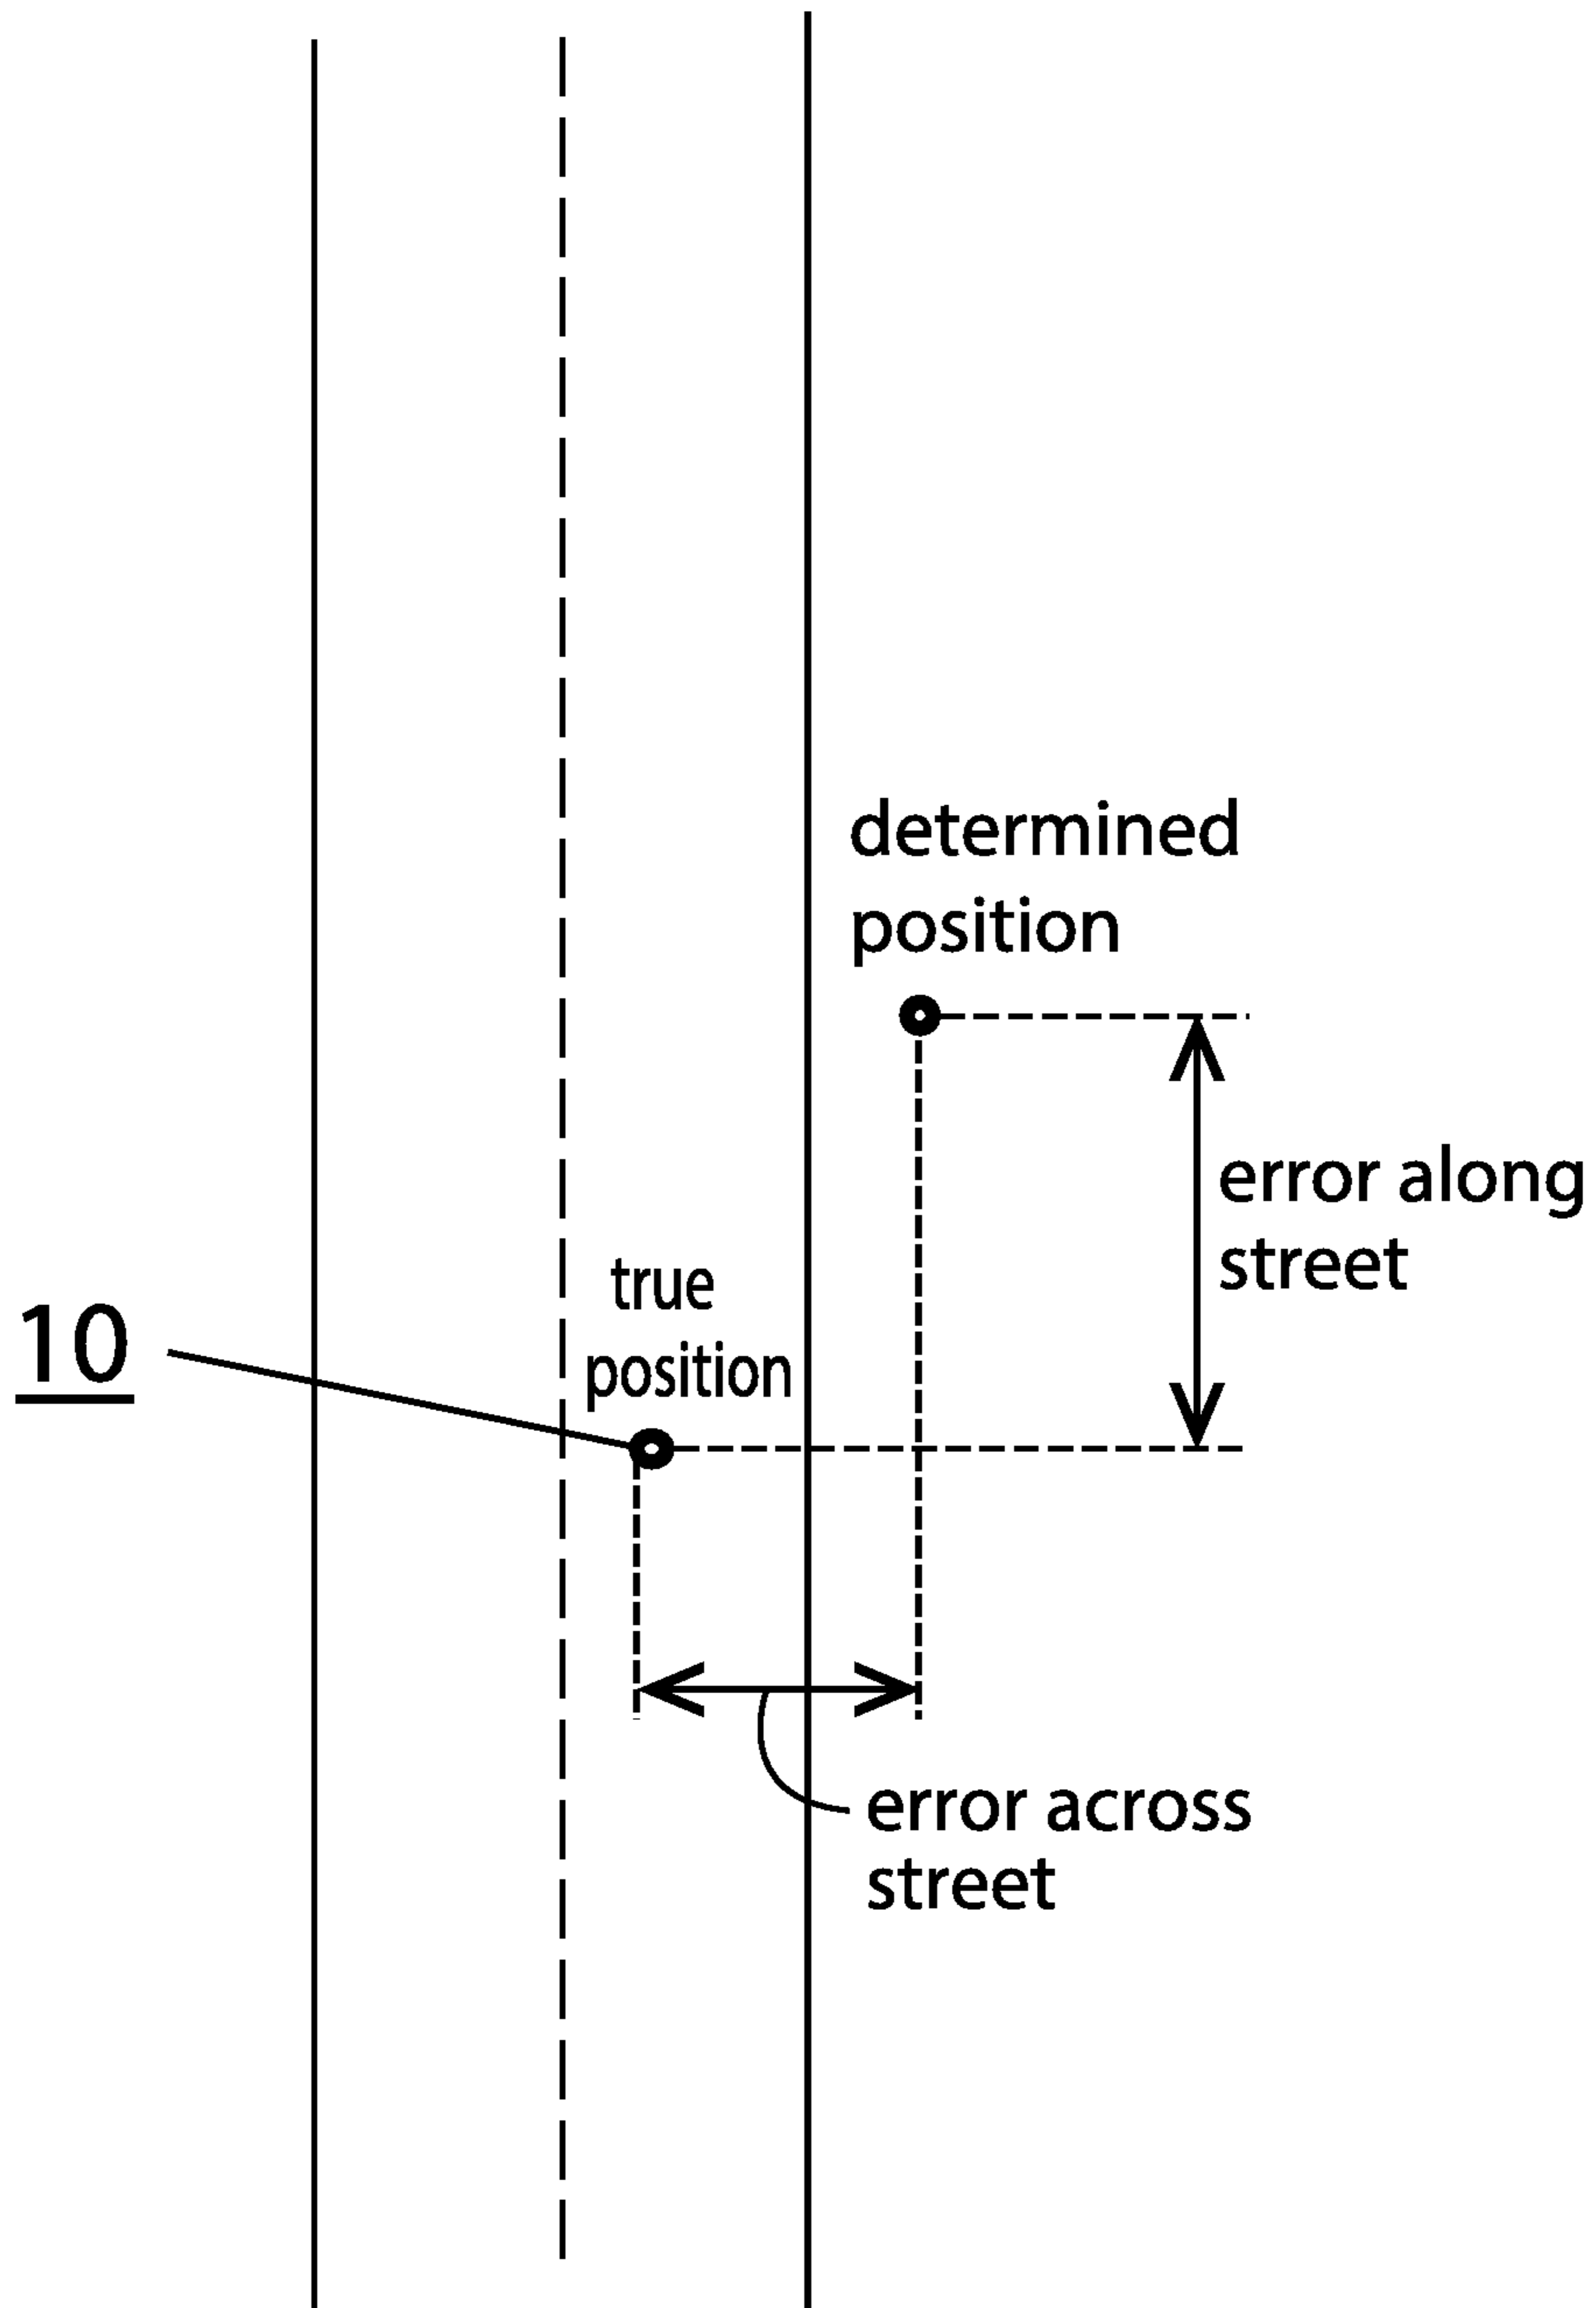 determined
position
error along
street
true
position
10
error across
street